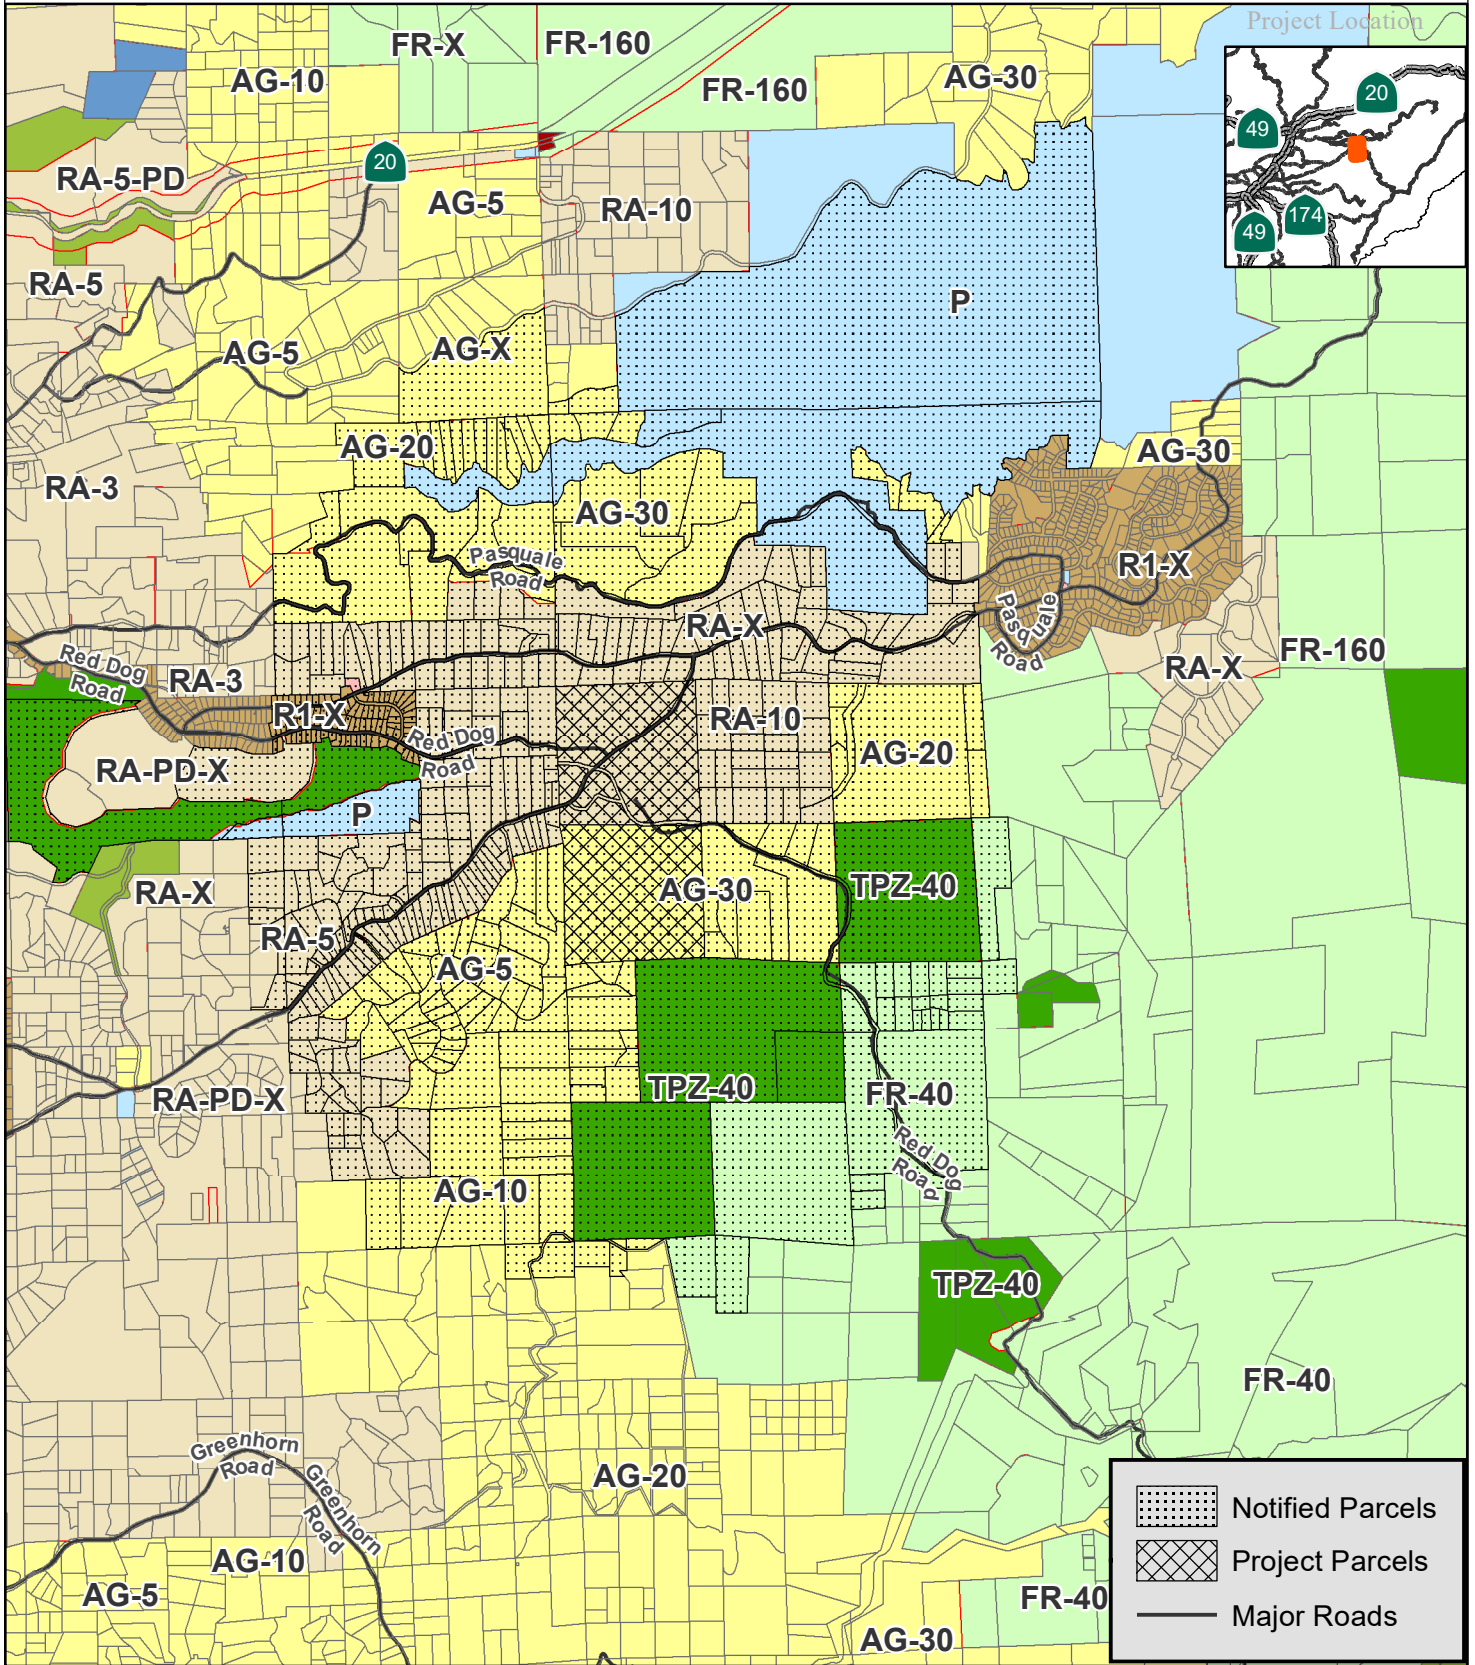 Project Location
FR-X
FR-160
AG-10
FR-160
AG-30
20
49
174
49
20
RA-5-PD
AG-5
RA-10
RA-5
P
AG-5
AG-X
AG-20
AG-30
RA-3
AG-30
Pasquale
Road
R1-X
Pasquale
Road
RA-X
Red Dog
Road
RA-3
FR-160
RA-X
R1-X
RA-10
Red Dog
Road
AG-20
RA-PD-X
P
RA-X
AG-30
TPZ-40
RA-5
AG-5
TPZ-40
FR-40
RA-PD-X
Red Dog
Road
AG-10
TPZ-40
FR-40
Greenhorn
Road
Greenhorn
Road
AG-20
Notified Parcels
Project Parcels
Major Roads
AG-10
AG-5
FR-40
AG-30